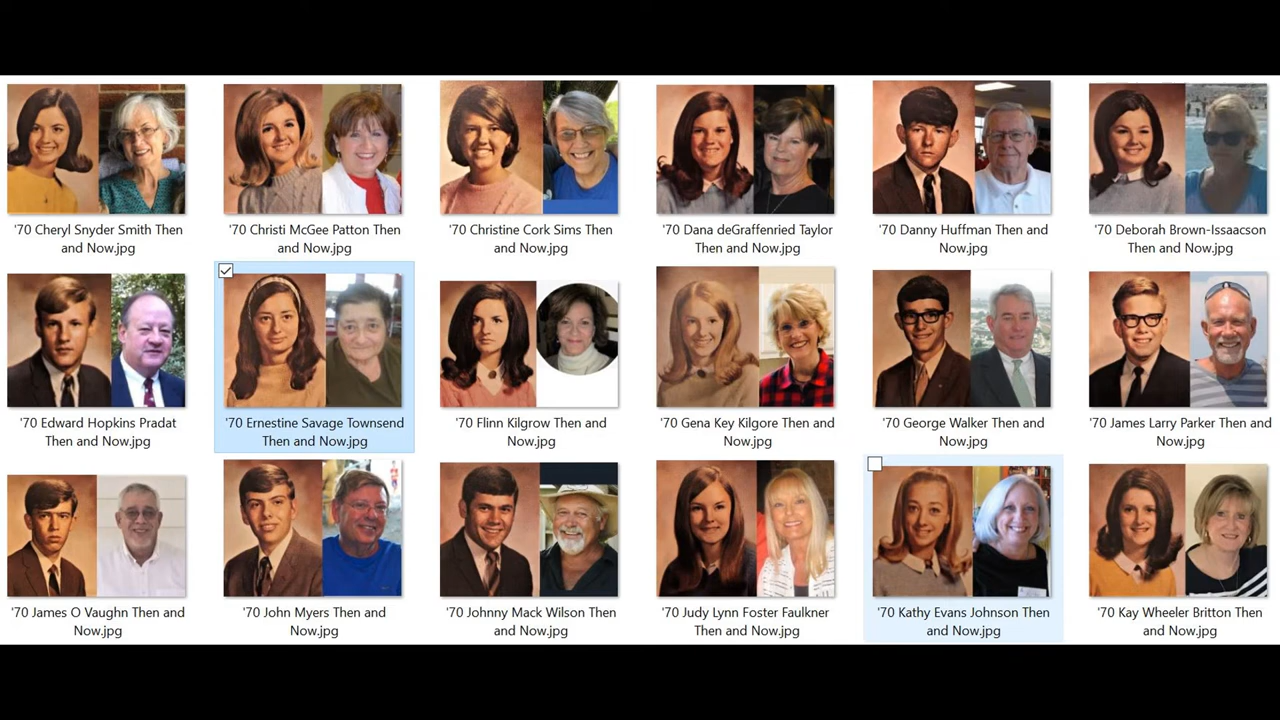 '70 Cheryl Snyder Smith Then
and Now.jpg
'70 Christi McGee Patton Then
and Now.jpg
'70 Christine Cork Sims Then
and Now.jpg
'70 Dana deGraffenried Taylor
Then and Now.jpg
'70 Danny Huffman Then and
Now.jpg
'70 Deborah Brown-Issaacson
Then and Now.jpg
'70 Edward Hopkins Pradat
Then and Now.jpg
'70 Ernestine Savage Townsend
Then and Now.jpg
'70 Flinn Kilgrow Then and
Now.jpg
'70 Gena Key Kilgore Then and
Now.jpg
'70 George Walker Then and
Now.jpg
'70 James Larry Parker Then and
Now.jpg
'70 James O Vaughn Then and
Now.jpg
'70 John Myers Then and
Now.jpg
'70 Johnny Mack Wilson Then
and Now.jpg
'70 Judy Lynn Foster Faulkner
Then and Now.jpg
'70 Kathy Evans Johnson Then
and Now.jpg
'70 Kay Wheeler Britton Then
and Now.jpg